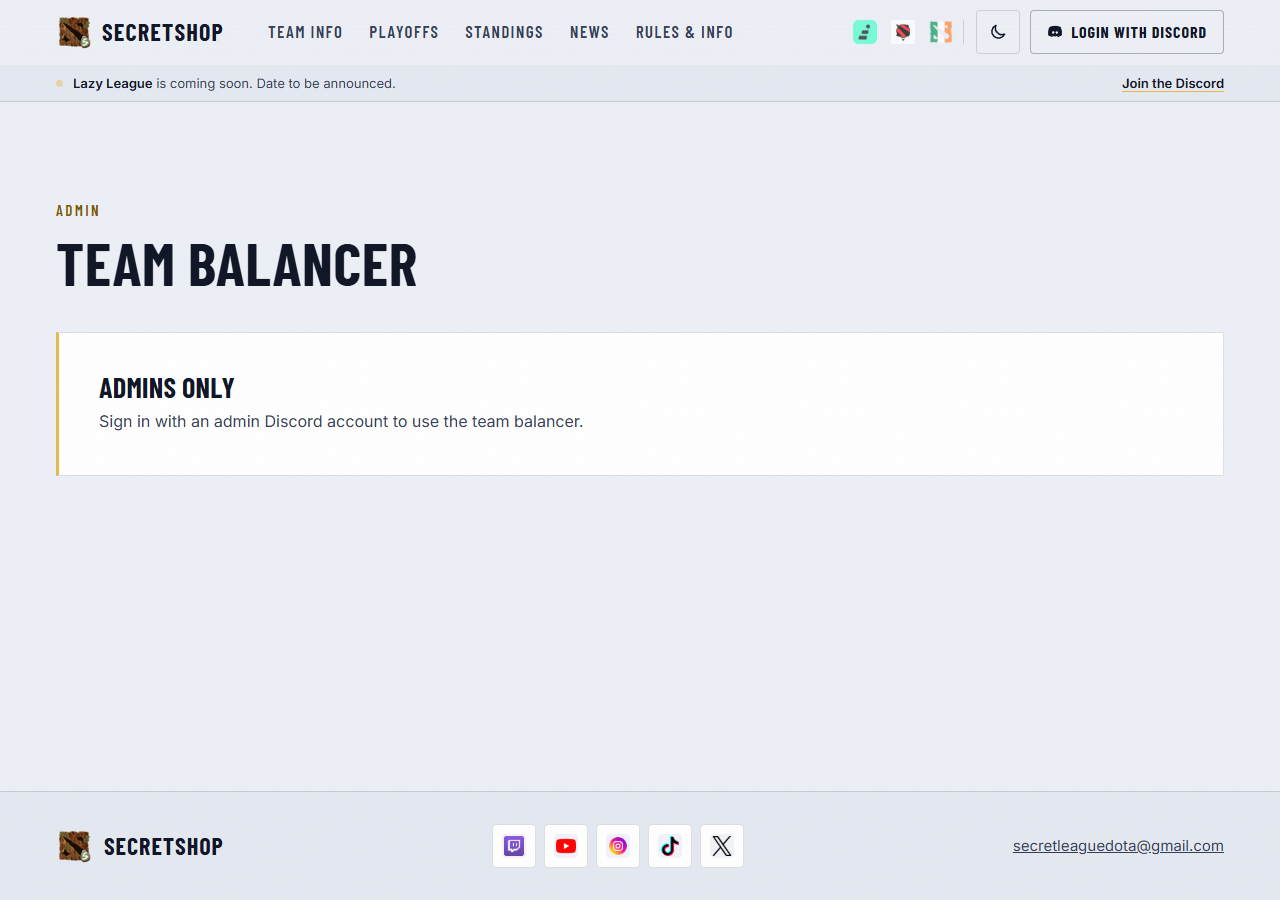 SECRETSHOP TEAM INFO PLAYOFFS STANDINGS NEWS RULES & INFO LOGIN WITH DISCORD
Lazy League is coming soon. Date to be announced. Join the Discord
ADMIN
TEAM BALANCER
ADMINS ONLY
Sign in with an admin Discord account to use the team balancer.
SECRETSHOP secretleaguedota@gmail.com